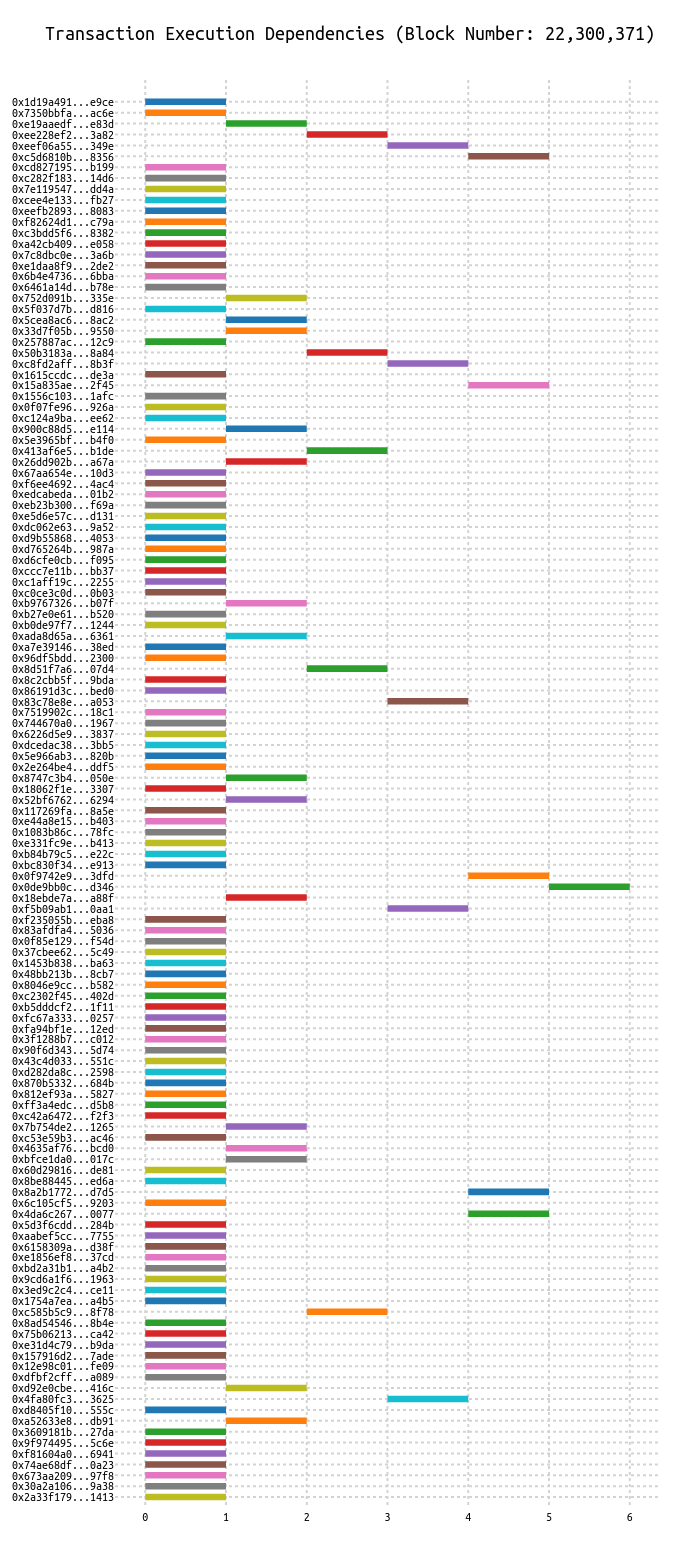 Transaction Execution Dependencies (Block Number: 22,300,371)
0x1d19a491...e9ce
0x7350bbfa...ac6e
0xe19aaedf...e83d
0xee228ef2...3a82
0xeef06a55...349e
0xc5d6810b...8356
0xcd827195...b199
0xc282f183...14d6
0x7e119547...dd4a
0xcee4e133...fb27
0xeefb2893...8083
0xf82624d1...c79a
0xc3bdd5f6...8382
0xa42cb409...e058
0x7c8dbc0e...3a6b
0xe1daa8f9...2de2
0x6b4e4736...6bba
0x6461a14d...b78e
0x752d091b...335e
0x5f037d7b...d816
0x5cea8ac6...8ac2
0x33d7f05b...9550
0x257887ac...12c9
0x50b3183a...8a84
0xc8fd2aff...8b3f
0x1615ccdc...de3a
0x15a835ae...2f45
0x1556c103...1afc
0x0f07fe96...926a
0xc124a9ba...ee62
0x900c88d5...e114
0x5e3965bf...b4f0
0x413af6e5...b1de
0x26dd902b...a67a
0x67aa654e...10d3
0xf6ee4692...4ac4
0xedcabeda...01b2
0xeb23b300...f69a
0xe5d6e57c...d131
0xdc062e63...9a52
0xd9b55868...4053
0xd765264b...987a
0xd6cfe0cb...f095
0xccc7e11b...bb37
0xc1aff19c...2255
0xc0ce3c0d...0b03
0xb9767326...b07f
0xb27e0e61...b520
0xb0de97f7...1244
0xada8d65a...6361
0xa7e39146...38ed
0x96df5bdd...2300
0x8d51f7a6...07d4
0x8c2cbb5f...9bda
0x86191d3c...bed0
0x83c78e8e...a053
0x7519902c...18c1
0x744670a0...1967
0x6226d5e9...3837
0xdcedac38...3bb5
0x5e966ab3...820b
0x2e264be4...ddf5
0x8747c3b4...050e
0x18062f1e...3307
0x52bf6762...6294
0x117269fa...8a5e
0xe44a8e15...b403
0x1083b86c...78fc
0xe331fc9e...b413
0xb84b79c5...e22c
0xbc830f34...e913
0x0f9742e9...3dfd
0x0de9bb0c...d346
0x18ebde7a...a88f
0xf5b09ab1...0aa1
0xf235055b...eba8
0x83afdfa4...5036
0x0f85e129...f54d
0x37cbee62...5c49
0x1453b838...ba63
0x48bb213b...8cb7
0x8046e9cc...b582
0xc2302f45...402d
0xb5dddcf2...1f11
0xfc67a333...0257
0xfa94bf1e...12ed
0x3f1288b7...c012
0x90f6d343...5d74
0x43c4d033...551c
0xd282da8c...2598
0x870b5332...684b
0x812ef93a...5827
0xff3a4edc...d5b8
0xc42a6472...f2f3
0x7b754de2...1265
0xc53e59b3...ac46
0x4635af76...bcd0
0xbfce1da0...017c
0x60d29816...de81
0x8be88445...ed6a
0x8a2b1772...d7d5
0x6c105cf5...9203
0x4da6c267...0077
0x5d3f6cdd...284b
0xaabef5cc...7755
0x6158309a...d38f
0xe1856ef8...37cd
0xbd2a31b1...a4b2
0x9cd6a1f6...1963
0x3ed9c2c4...ce11
0x1754a7ea...a4b5
0xc585b5c9...8f78
0x8ad54546...8b4e
0x75b06213...ca42
0xe31d4c79...b9da
0x157916d2...7ade
0x12e98c01...fe09
0xdfbf2cff...a089
0xd92e0cbe...416c
0x4fa80fc3...3625
0xd8405f10...555c
0xa52633e8...db91
0x3609181b...27da
0x9f974495...5c6e
0xf81604a0...6941
0x74ae68df...0a23
0x673aa209...97f8
0x30a2a106...9a38
0x2a33f179...1413
0 1 2 3 4 5 6